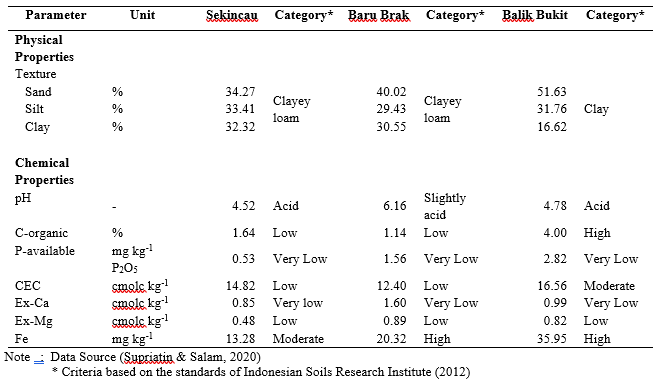 Parameter Unit Sekincau Category* Baru Brak Category* Balik Bukit Category*
Physical
Properties
Texture
Sand % 34.27 40.02 51.63
Silt % 33.41 Clayey loam 29.43 Clayey loam 31.76 Clay
Clay % 32.32 30.55 16.62
Chemical
Properties
pH - 4.52 Acid 6.16 Slightly acid 4.78 Acid
C-organic % 1.64 Low 1.14 Low 4.00 High
P-available mg kg-1 P2O5 0.53 Very Low 1.56 Very Low 2.82 Very Low
CEC cmolc kg-1 14.82 Low 12.40 Low 16.56 Moderate
Ex-Ca cmolc kg-1 0.85 Very low 1.60 Very Low 0.99 Very Low
Ex-Mg cmolc kg-1 0.48 Low 0.89 Low 0.82 Low
Fe mg kg-1 13.28 Moderate 20.32 High 35.95 High
Note : Data Source (Supriatin & Salam, 2020)
* Criteria based on the standards of Indonesian Soils Research Institute (2012)